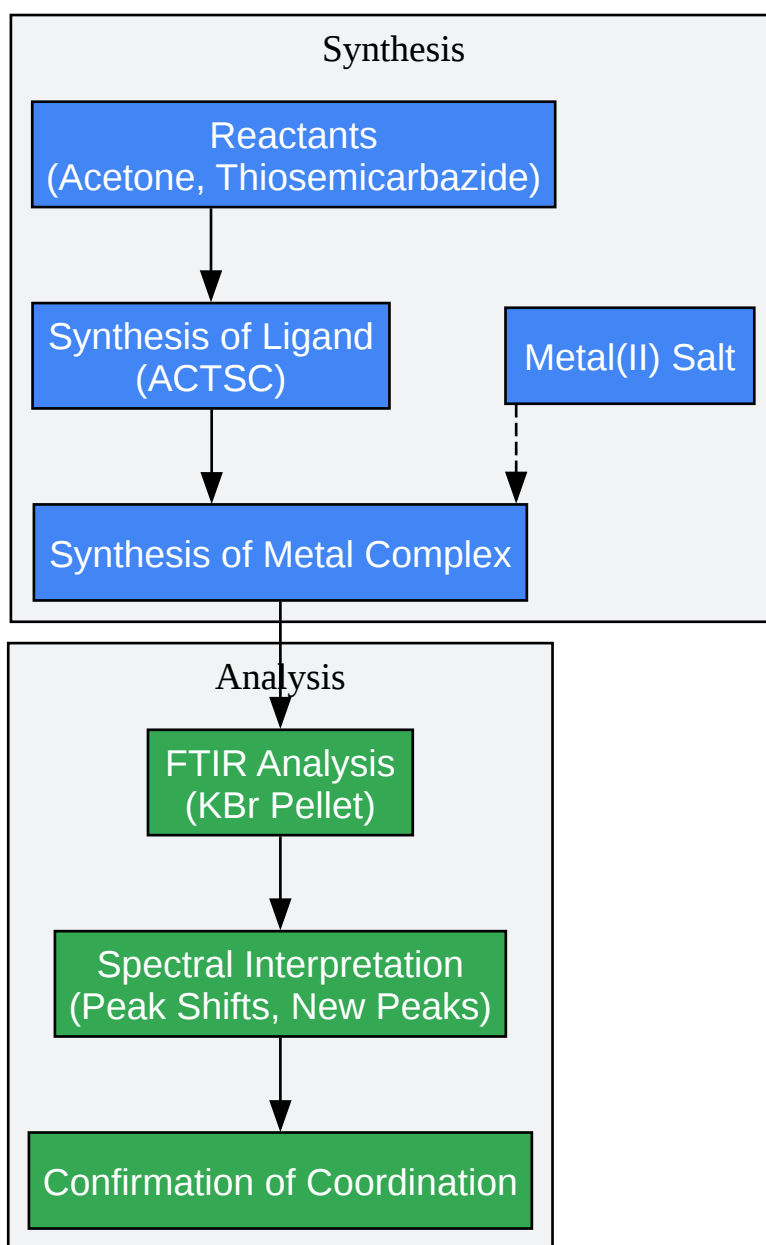 Synthesis
Reactants
(Acetone, Thiosemicarbazide)
Synthesis of Ligand
(ACTSC)
Metal(II) Salt
Synthesis of Metal Complex
Analysis
FTIR Analysis
(KBr Pellet)
Spectral Interpretation
(Peak Shifts, New Peaks)
Confirmation of Coordination